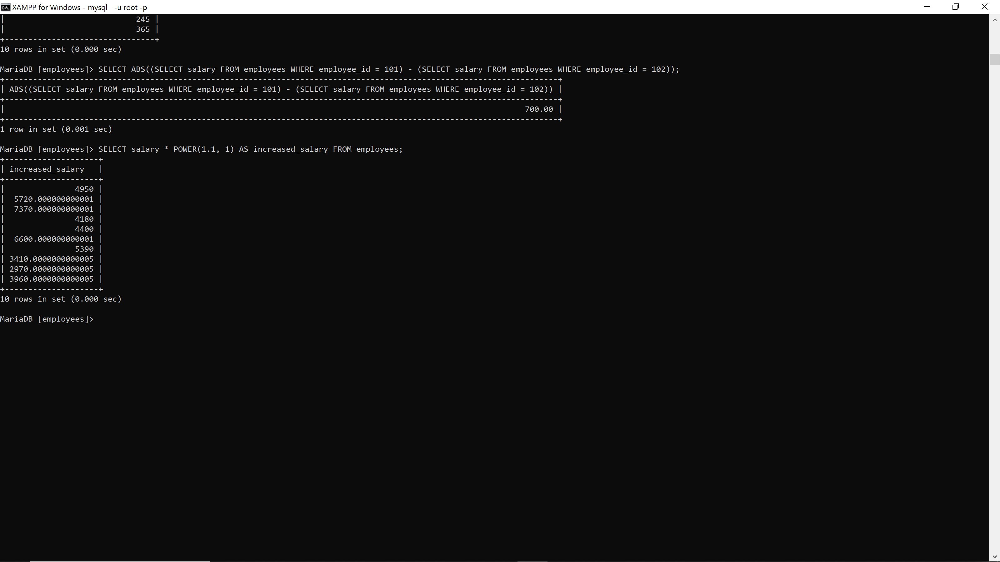 XAMPP for Windows - mysql  -u root -p
|                            245 |
|                            365 |
+--------------------------------+
10 rows in set (0.000 sec)
MariaDB [employees]> SELECT ABS((SELECT salary FROM employees WHERE employee_id = 101) - (SELECT salary FROM employees WHERE employee_id = 102));
+----------------------------------------------------------------------------------------------------------------------+
| ABS((SELECT salary FROM employees WHERE employee_id = 101) - (SELECT salary FROM employees WHERE employee_id = 102)) |
+----------------------------------------------------------------------------------------------------------------------+
|                                                                                                               700.00 |
+----------------------------------------------------------------------------------------------------------------------+
1 row in set (0.001 sec)
MariaDB [employees]> SELECT salary * POWER(1.1, 1) AS increased_salary FROM employees;
+--------------------+
| increased_salary   |
+--------------------+
|               4950 |
|  5720.000000000001 |
|  7370.000000000001 |
|               4180 |
|               4400 |
|  6600.000000000001 |
|               5390 |
| 3410.0000000000005 |
| 2970.0000000000005 |
| 3960.0000000000005 |
+--------------------+
10 rows in set (0.000 sec)
MariaDB [employees]>